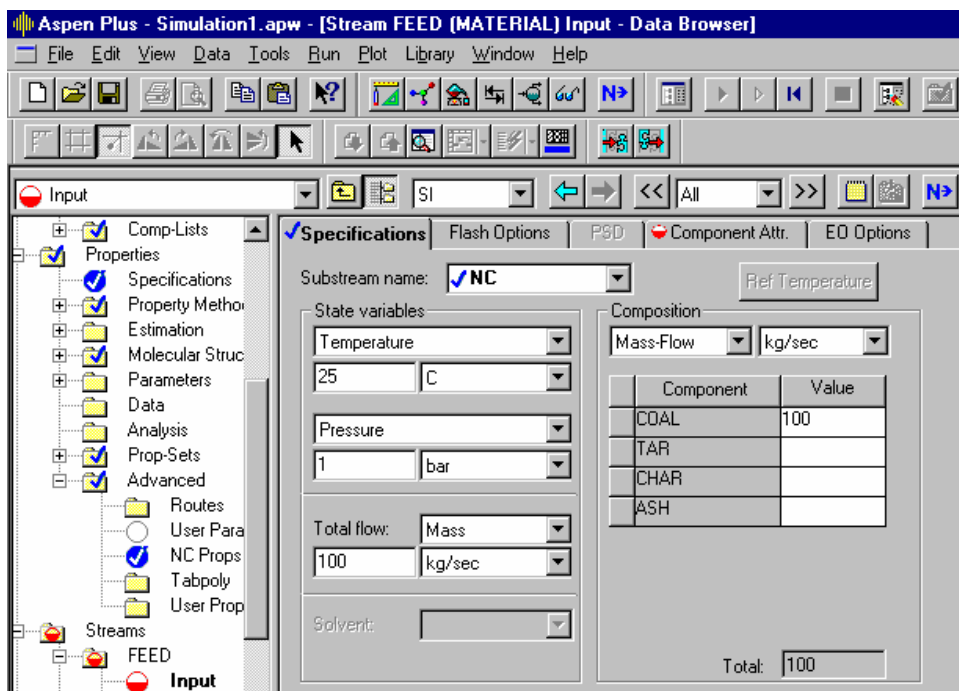 Aspen Plus - Simulation1.apw - [Stream FEED (MATERIAL) Input - Data Browser]
File Edit View Data Tools Run Plot Library Window Help
N>
Input SI << All >> N>
Comp-Lists
Properties
Specifications
Property Metho
Estimation
Molecular Struc
Parameters
Data
Analysis
Prop-Sets
Advanced
Routes
User Para
NC Props
Tabpoly
User Prop
Streams
FEED
Input
Specifications Flash Options PSD Component Attr. EO Options
Substream name: NC Ref Temperature
State variables
Temperature
25 C
Pressure
1 bar
Total flow: Mass
100 kg/sec
Solvent:
Composition
Mass-Flow kg/sec
Component Value
COAL 100
TAR
CHAR
ASH
Total: 100